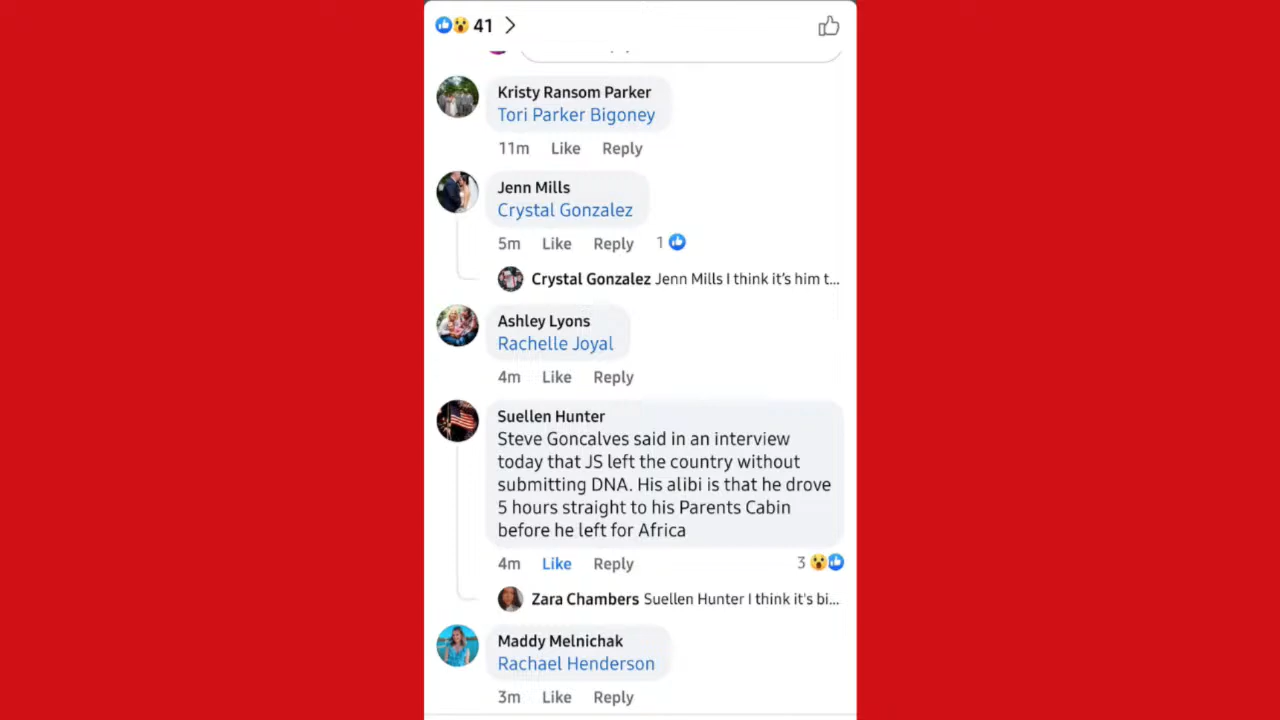 41
Kristy Ransom Parker
Tori Parker Bigoney
11m Like Reply
Jenn Mills
Crystal Gonzalez
5m Like Reply 1
Crystal Gonzalez Jenn Mills I think it's him t...
Ashley Lyons
Rachelle Joyal
4m Like Reply
Suellen Hunter
Steve Goncalves said in an interview
today that JS left the country without
submitting DNA. His alibi is that he drove
5 hours straight to his Parents Cabin
before he left for Africa
4m Like Reply 3
Zara Chambers Suellen Hunter I think it's bi...
Maddy Melnichak
Rachael Henderson
3m Like Reply